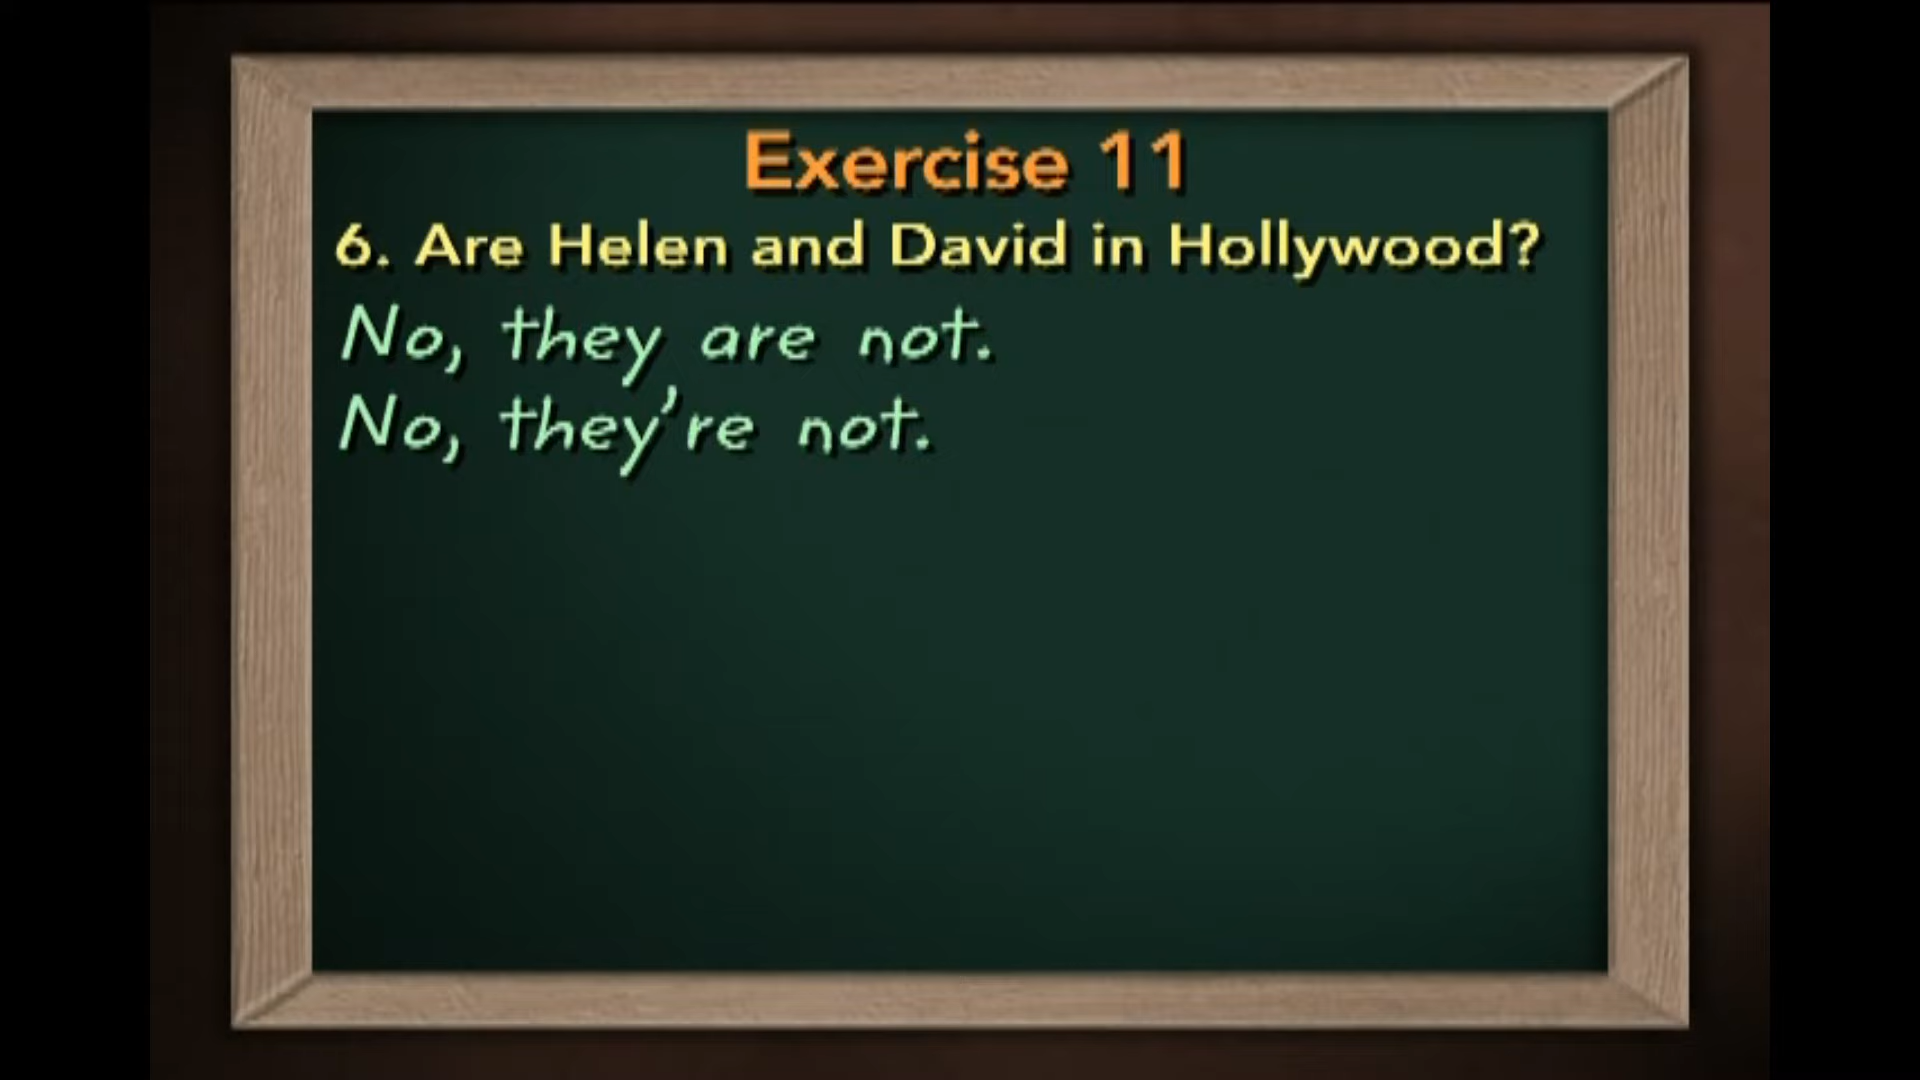 Exercise 11
6. Are Helen and David in Hollywood?
No, they are not.
No, they're not.